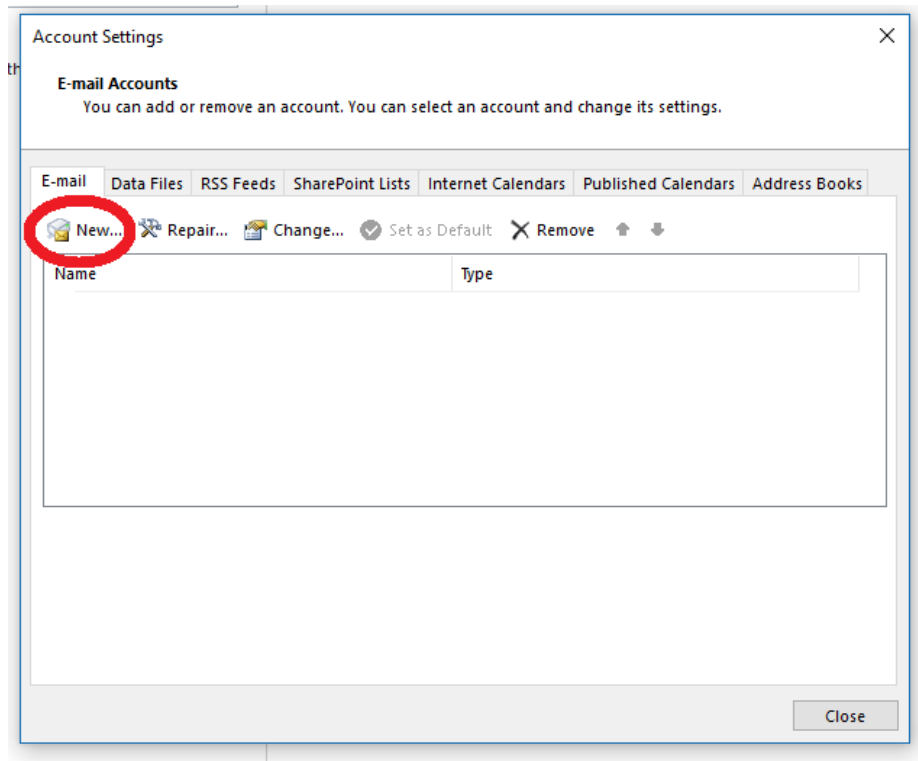 Account Settings
th
E-mail Accounts
You can add or remove an account. You can select an account and change its settings.
E-mail Data Files RSS Feeds SharePoint Lists Internet Calendars Published Calendars Address Books
New... Repair... Change... Set as Default Remove
Name Type
Close